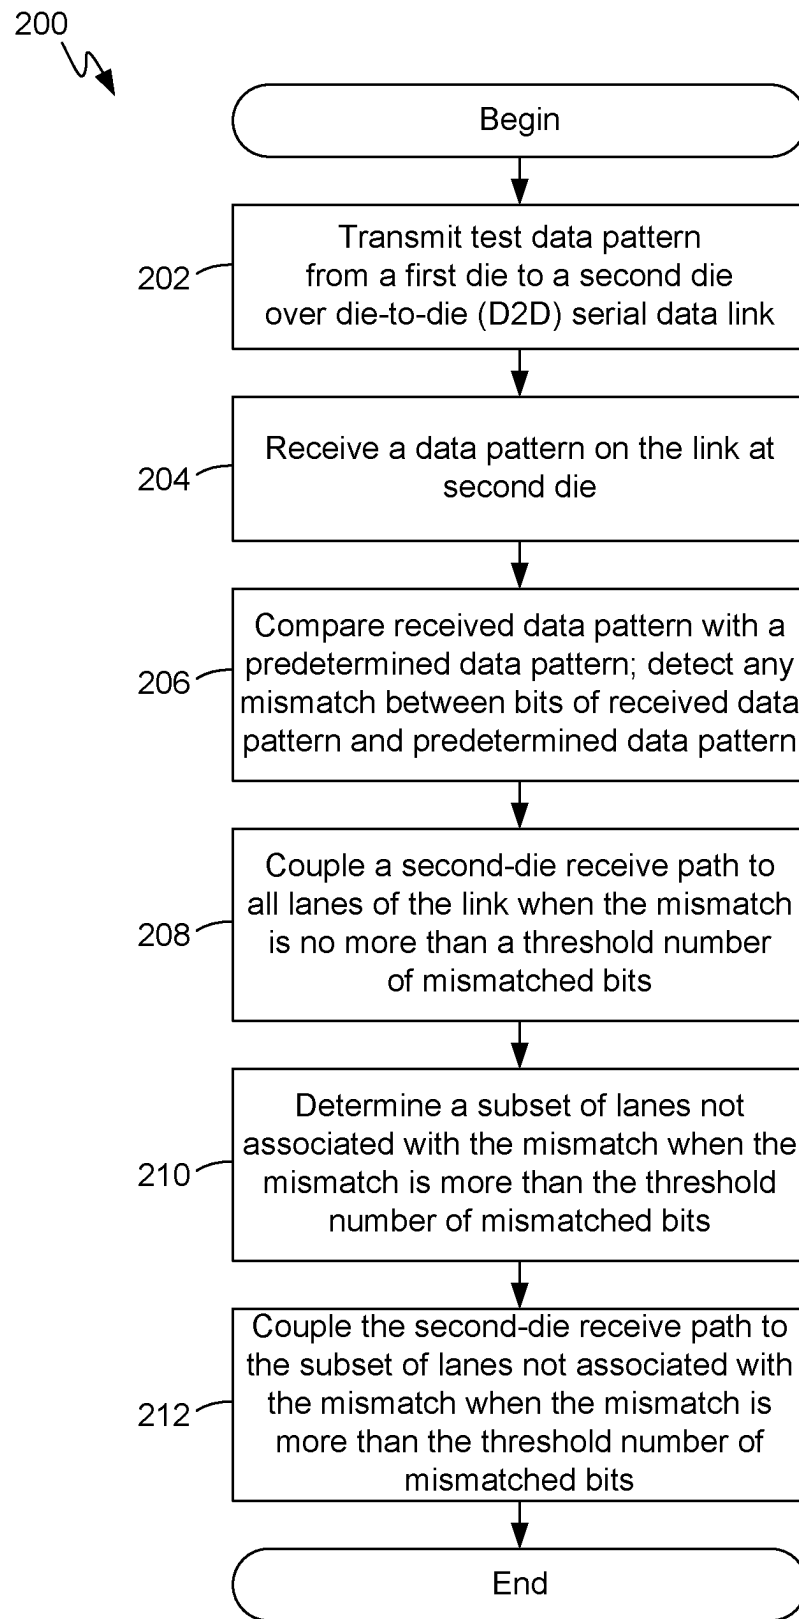 200
Begin
202
Transmit test data pattern
from a first die to a second die
over die-to-die (D2D) serial data link
204
Receive a data pattern on the link at
second die
206
Compare received data pattern with a
predetermined data pattern; detect any
mismatch between bits of received data
pattern and predetermined data pattern
208
Couple a second-die receive path to
all lanes of the link when the mismatch
is no more than a threshold number
of mismatched bits
210
Determine a subset of lanes not
associated with the mismatch when the
mismatch is more than the threshold
number of mismatched bits
212
Couple the second-die receive path to
the subset of lanes not associated with
the mismatch when the mismatch is
more than the threshold number of
mismatched bits
End